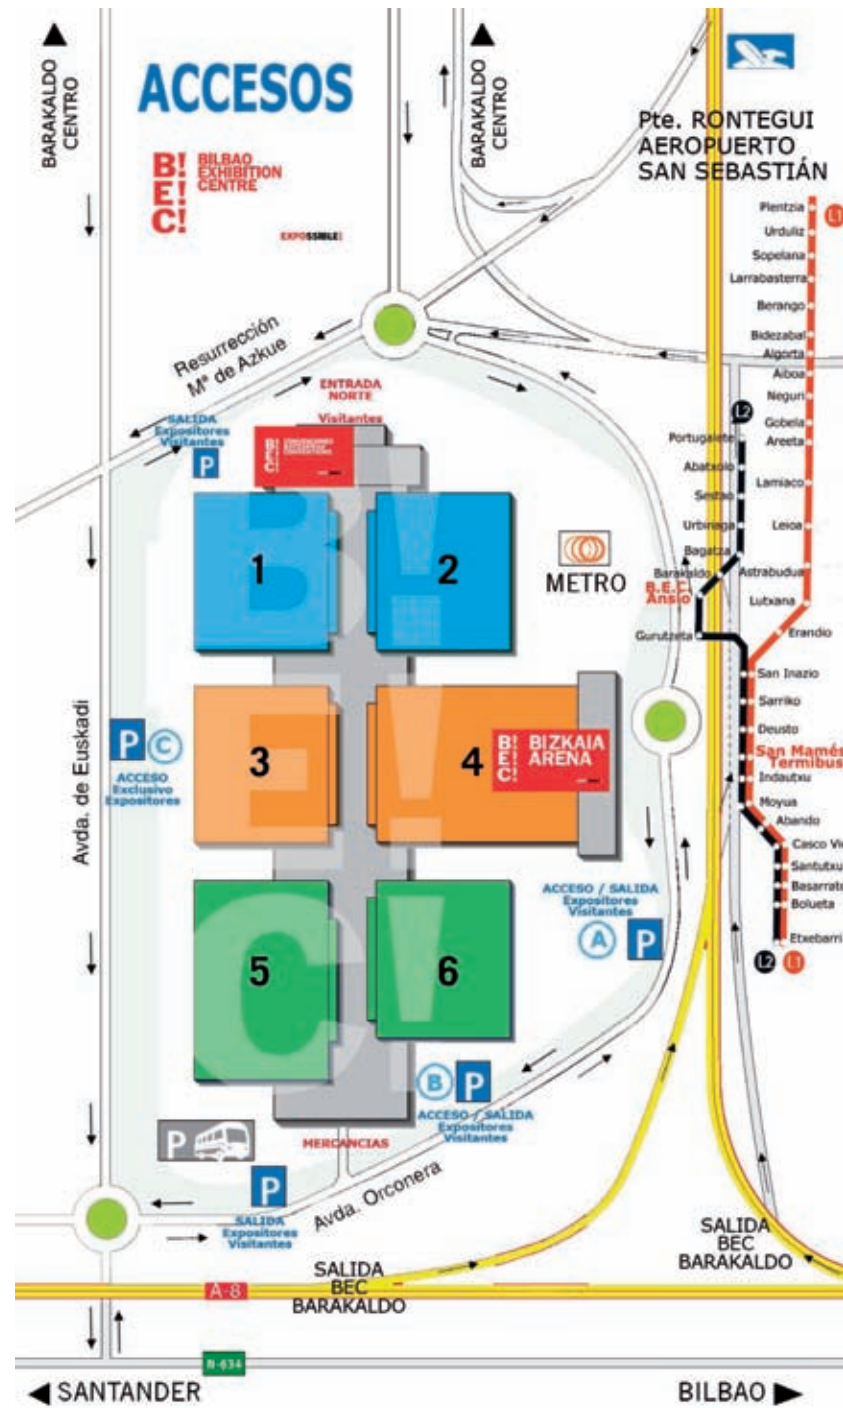 BARAKALDO
CENTRO
ACCESOS
BARAKALDO
CENTRO
B!
E!
C!
BILBAO
EXHIBITION
CENTRE
EXPOSSIBLE!
Pte. RONTEGUI
AEROPUERTO
SAN SEBASTIÁN
L1
Plentzia
Urduliz
Sopelana
Larrabasterra
Berango
Bidezabal
Algorta
Aiboa
Neguri
Gobela
Areeta
Lamiaco
Leioa
Astrabudua
Lutxana
Erandio
L2
Portugalete
Abatxolo
Sestao
Urbinaga
Bagatza
Barakaldo
B.E.C.
Ansio
Gurutzeta
San Inazio
Sarriko
Deusto
San Mamés
Termibus
Indautxu
Moyua
Abando
Casco Vie
Santutxu
Basarrate
Bolueta
Etxebarri
L2
L1
Resurrección
Mª de Azkue
ENTRADA
NORTE
Visitantes
SALIDA
Expositores
Visitantes
P
B!
E!
C!
1
2
METRO
3
4
B!
E!
C!
BIZKAIA
ARENA
5
6
B!
E!
C!
P
C
ACCESO
Exclusivo
Expositores
Avda. de Euskadi
ACCESO / SALIDA
Expositores
Visitantes
A
P
B
P
ACCESO / SALIDA
Expositores
Visitantes
MERCANCIAS
P
P
SALIDA
Expositores
Visitantes
Avda. Orconera
SALIDA
BEC
BARAKALDO
SALIDA
BEC
BARAKALDO
A-8
N-634
SANTANDER
BILBAO